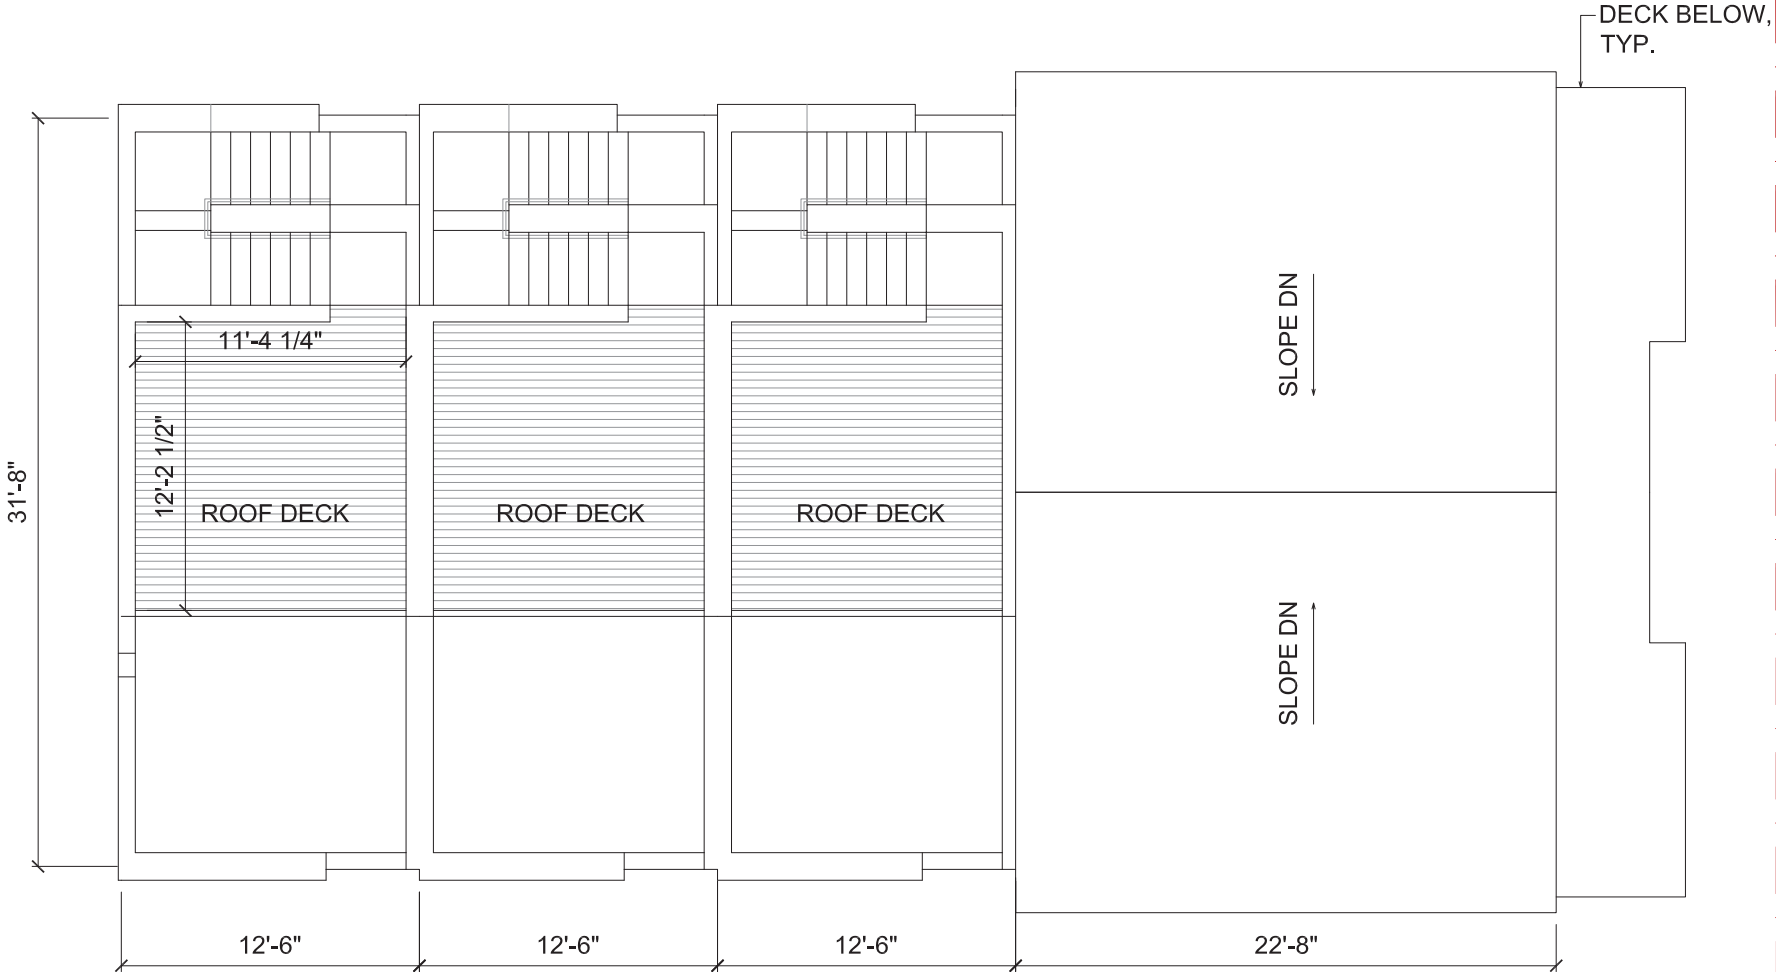 DECK BELOW,
TYP.
SLOPE DN
11'-4 1/4"
12'-2 1/2"
31'-8"
ROOF DECK
ROOF DECK
ROOF DECK
SLOPE DN
12'-6"
12'-6"
12'-6"
22'-8"